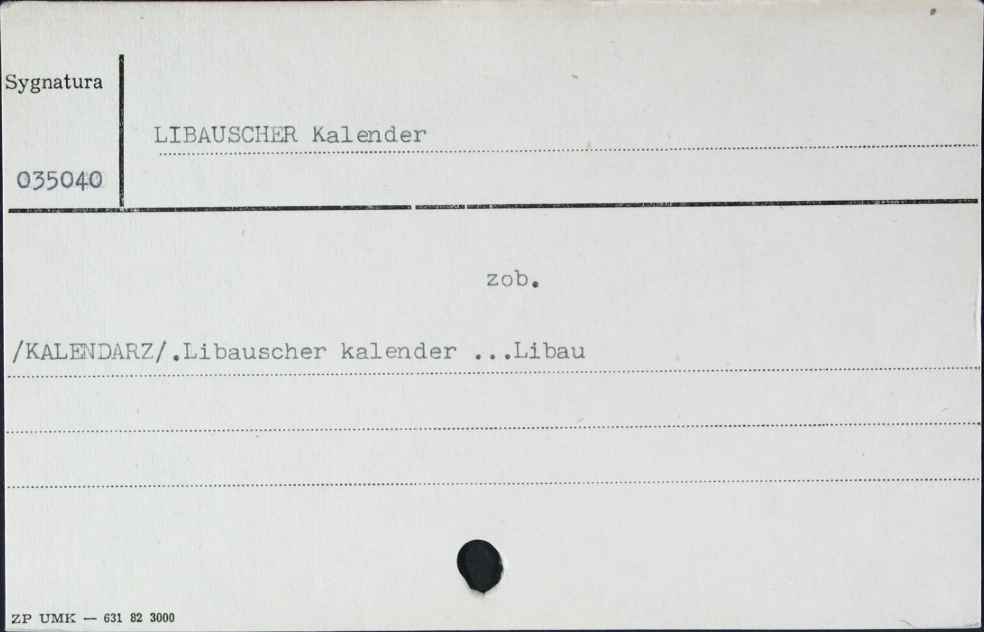 Sygnatura
LIBAUSCHER Kalender
035040
zob.
/KALENDARZ/.Libauscher kalender ...Libau
ZP UMK — 631 82 3000